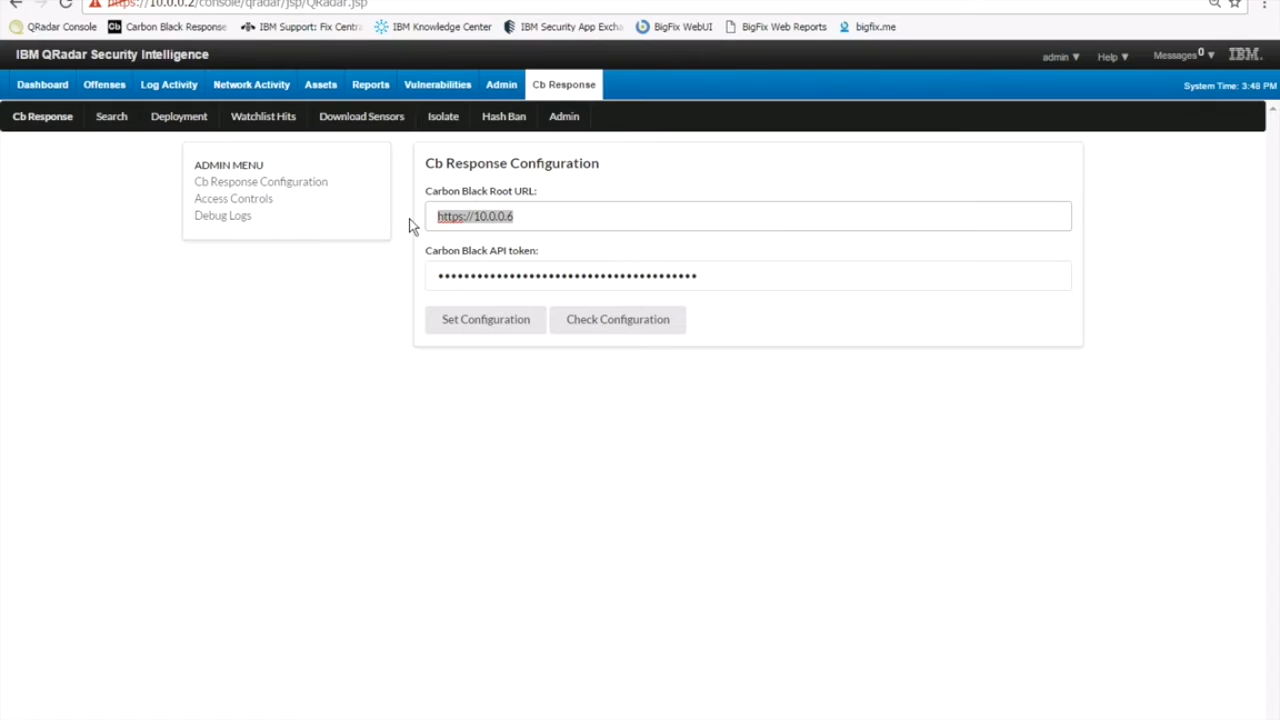 https://10.0.0.2/console/qradar/jsp/QRadar.jsp
QRadar Console Cb Carbon Black Response IBM Support: Fix Centra IBM Knowledge Center IBM Security App Excha BigFix WebUI BigFix Web Reports bigfix.me
IBM QRadar Security Intelligence
admin ▼ Help ▼ Messages 0 ▼ IBM.
Dashboard Offenses Log Activity Network Activity Assets Reports Vulnerabilities Admin Cb Response System Time: 3:48 PM
Cb Response Search Deployment Watchlist Hits Download Sensors Isolate Hash Ban Admin
ADMIN MENU
Cb Response Configuration
Access Controls
Debug Logs
Cb Response Configuration
Carbon Black Root URL:
https://10.0.0.6
Carbon Black API token:
••••••••••••••••••••••••••••••••••••••••
Set Configuration Check Configuration